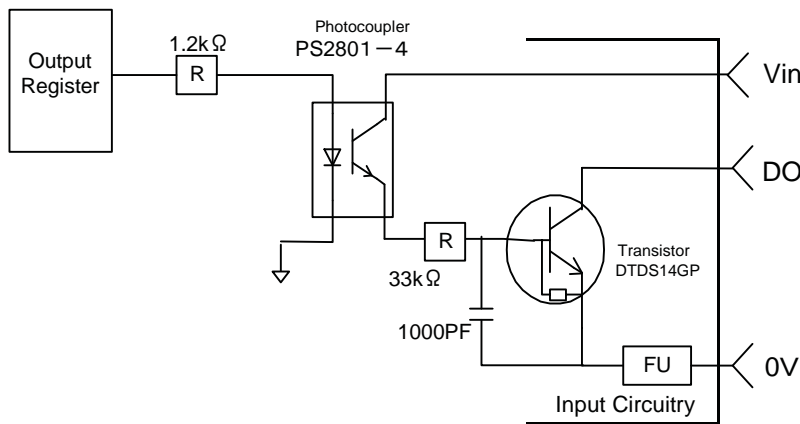 Photocoupler
PS2801－4
1.2kΩ
Output
Register
R
Vin
DO
R
33kΩ
Transistor
DTDS14GP
1000PF
FU
0V
Input Circuitry